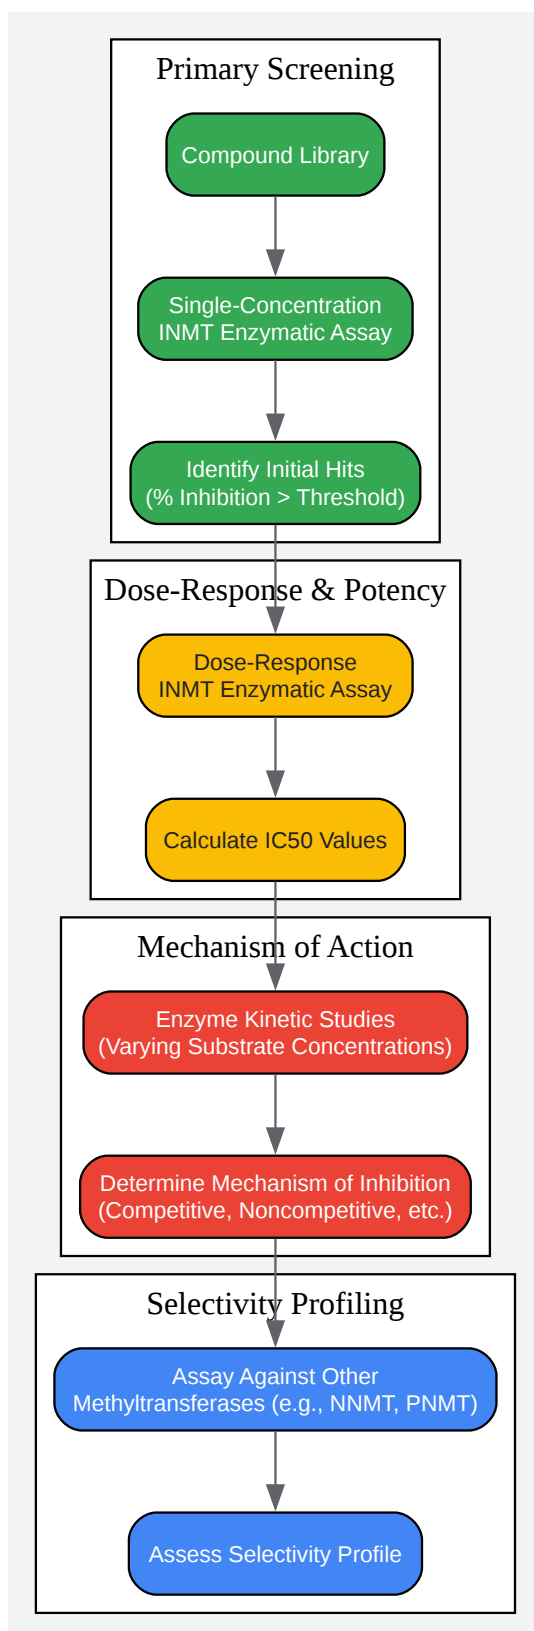 Primary Screening
Compound Library
Single-Concentration
INMT Enzymatic Assay
Identify Initial Hits
(% Inhibition > Threshold)
Dose-Response & Potency
Dose-Response
INMT Enzymatic Assay
Calculate IC50 Values
Mechanism of Action
Enzyme Kinetic Studies
(Varying Substrate Concentrations)
Determine Mechanism of Inhibition
(Competitive, Noncompetitive, etc.)
Selectivity Profiling
Assay Against Other
Methyltransferases (e.g., NNMT, PNMT)
Assess Selectivity Profile